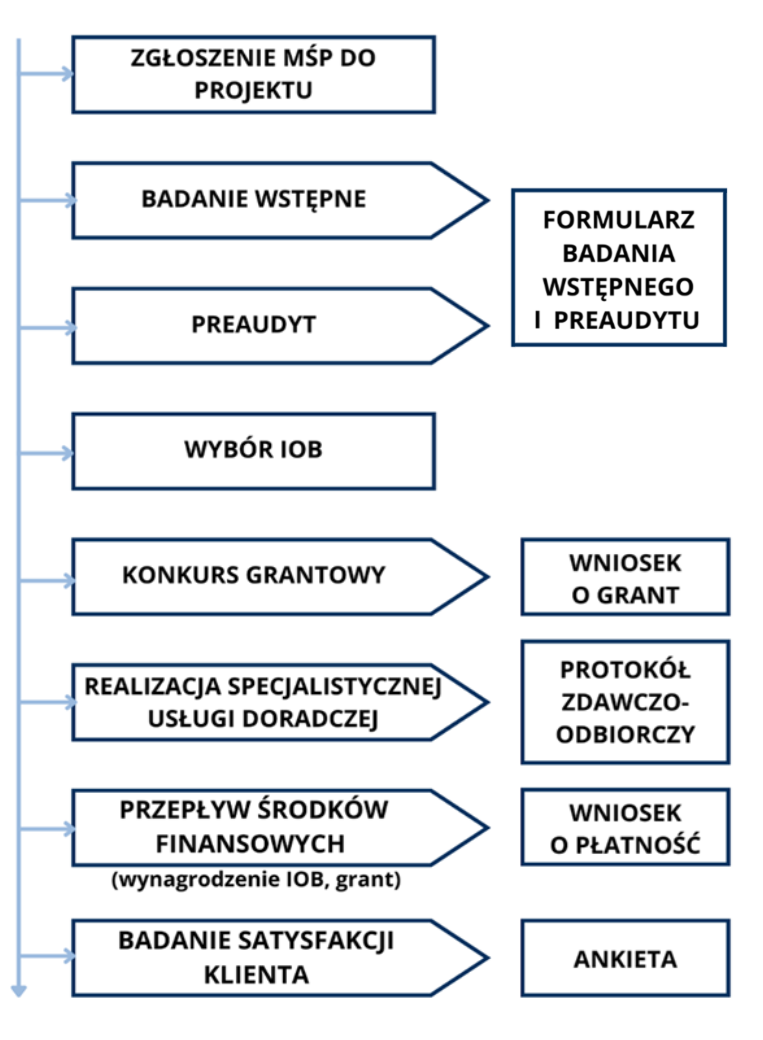 ZGŁOSZENIE MŚP DO
PROJEKTU
BADANIE WSTĘPNE
PREAUDYT
FORMULARZ
BADANIA
WSTĘPNEGO
I PREAUDYTU
WYBÓR IOB
KONKURS GRANTOWY
WNIOSEK
O GRANT
REALIZACJA SPECJALISTYCZNEJ
USŁUGI DORADCZEJ
PROTOKÓŁ
ZDAWCZO-
ODBIORCZY
PRZEPŁYW ŚRODKÓW
FINANSOWYCH
(wynagrodzenie IOB, grant)
WNIOSEK
O PŁATNOŚĆ
BADANIE SATYSFAKCJI
KLIENTA
ANKIETA